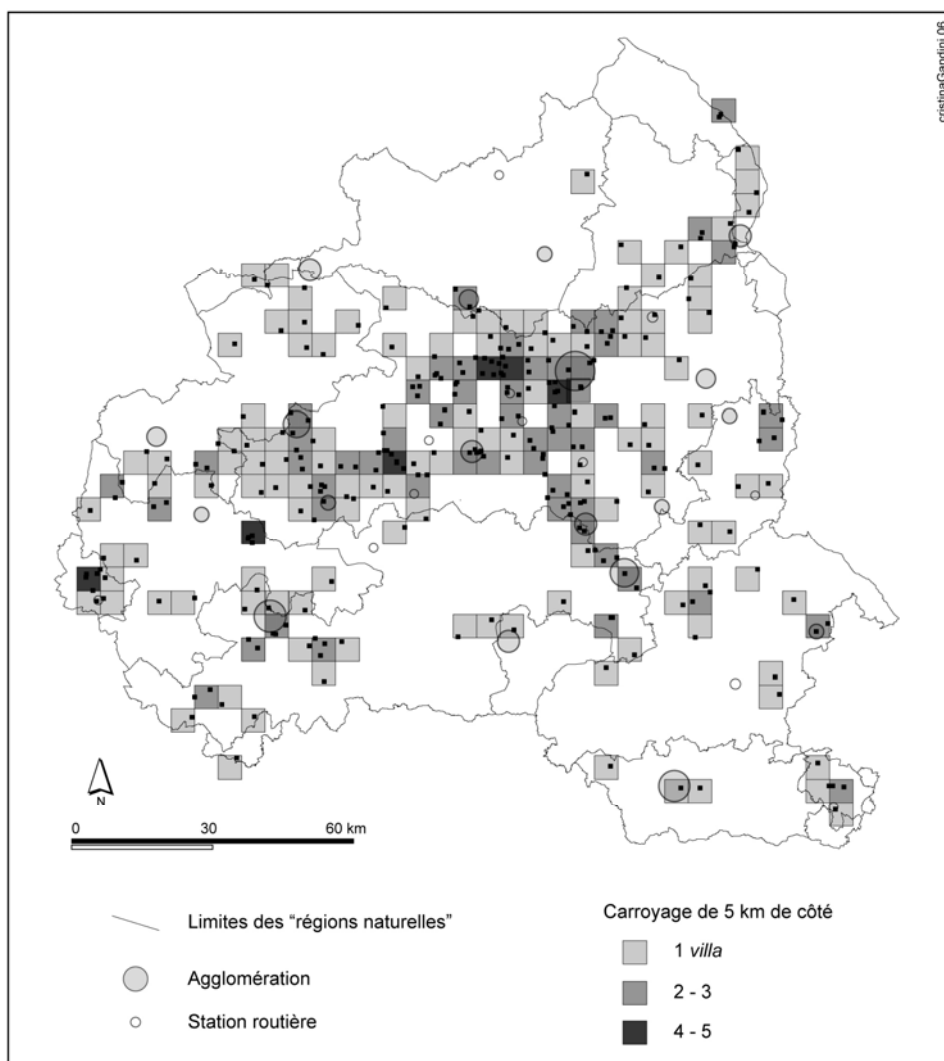 cristinaGandini 06
N
0 30 60 km
Limites des “régions naturelles”
Agglomération
Station routière
Carroyage de 5 km de côté
1 villa
2 - 3
4 - 5